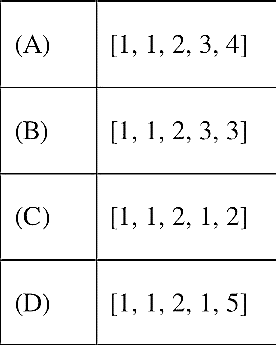 (A) [1, 1, 2, 3, 4]
(B) [1, 1, 2, 3, 3]
(C) [1, 1, 2, 1, 2]
(D) [1, 1, 2, 1, 5]